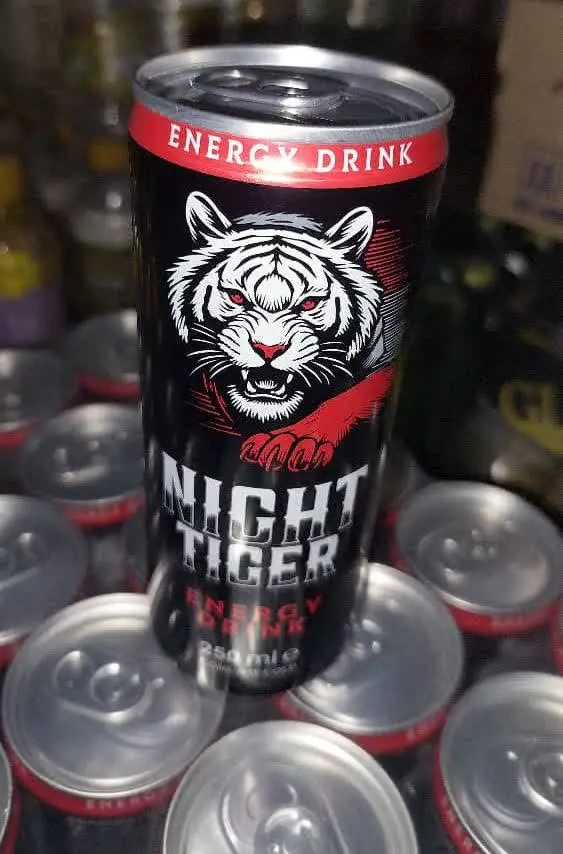 ENERGY DRINK
NIGHT
TIGER
ENERGY
DRINK
250 ml e